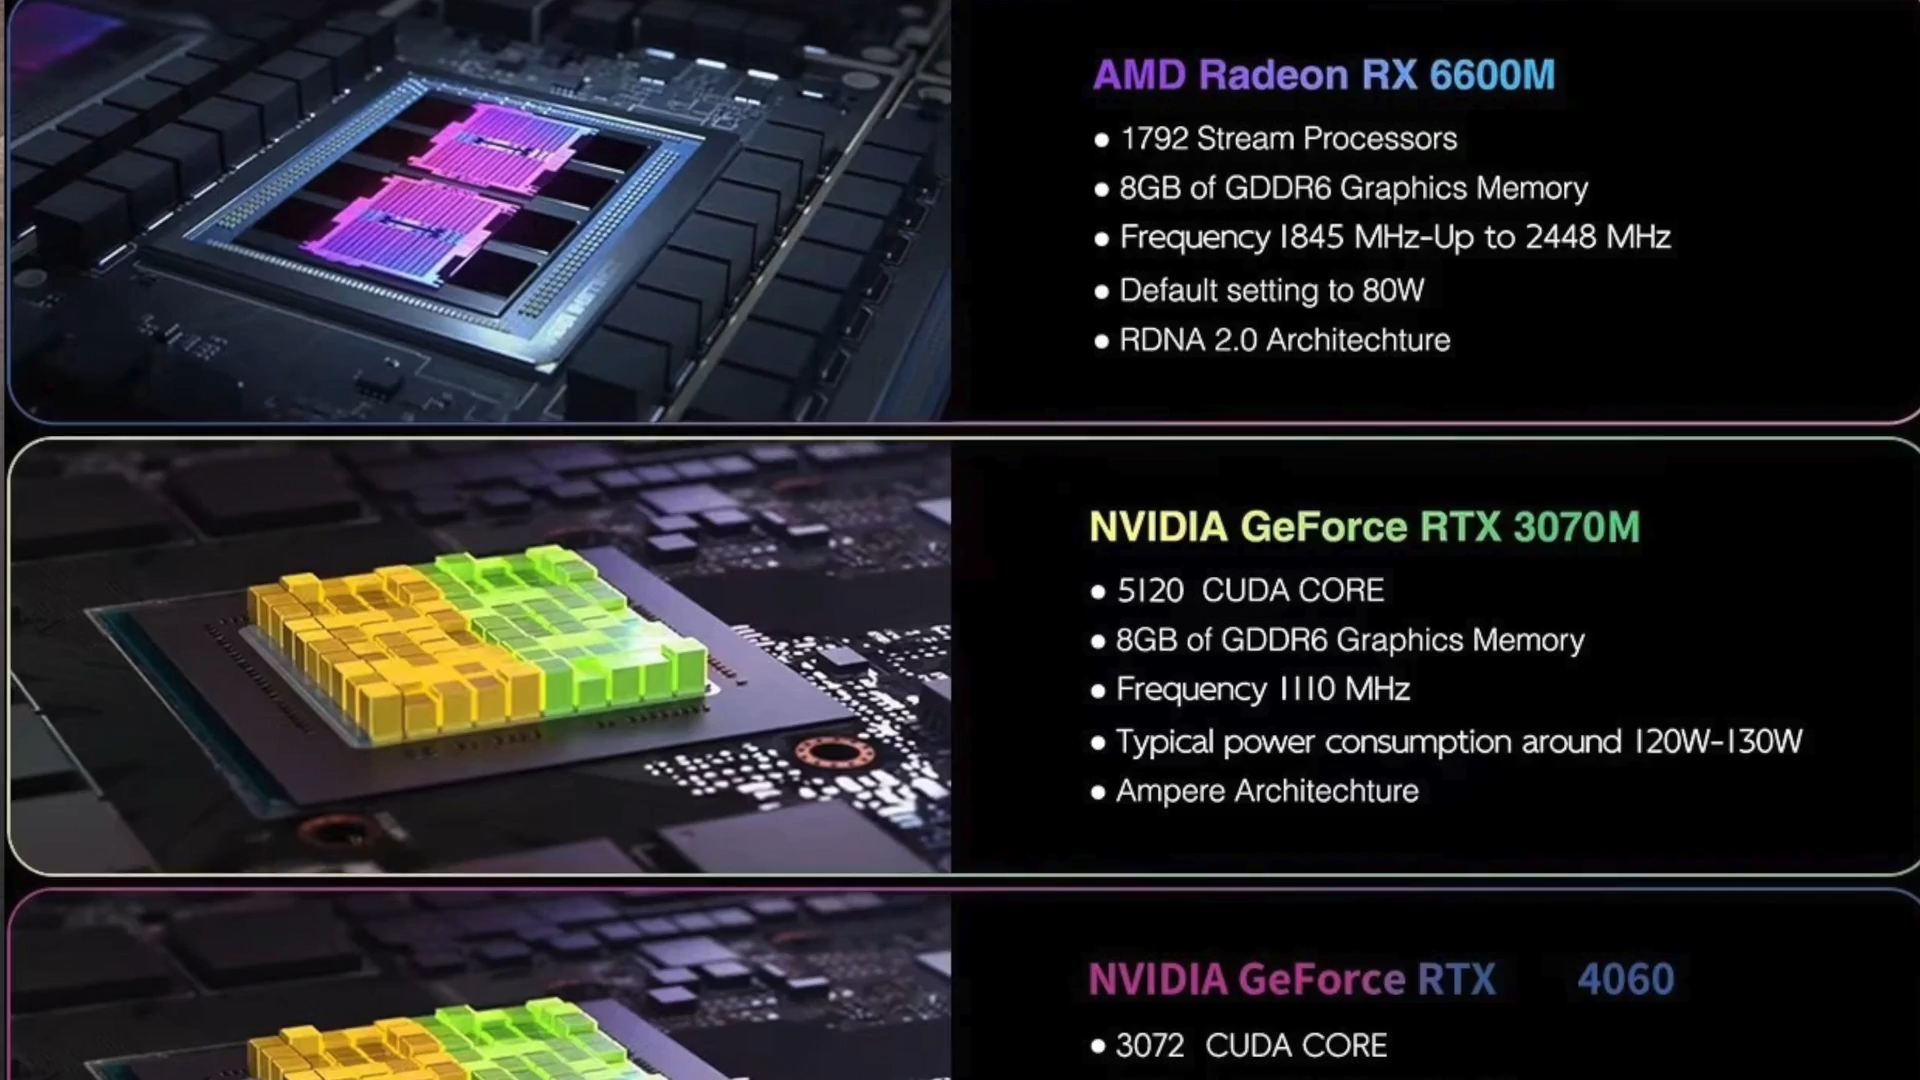 AMD Radeon RX 6600M
● 1792 Stream Processors
● 8GB of GDDR6 Graphics Memory
● Frequency 1845 MHz-Up to 2448 MHz
● Default setting to 80W
● RDNA 2.0 Architechture
NVIDIA GeForce RTX 3070M
● 5120 CUDA CORE
● 8GB of GDDR6 Graphics Memory
● Frequency 1110 MHz
● Typical power consumption around 120W-130W
● Ampere Architechture
NVIDIA GeForce RTX 4060
● 3072 CUDA CORE